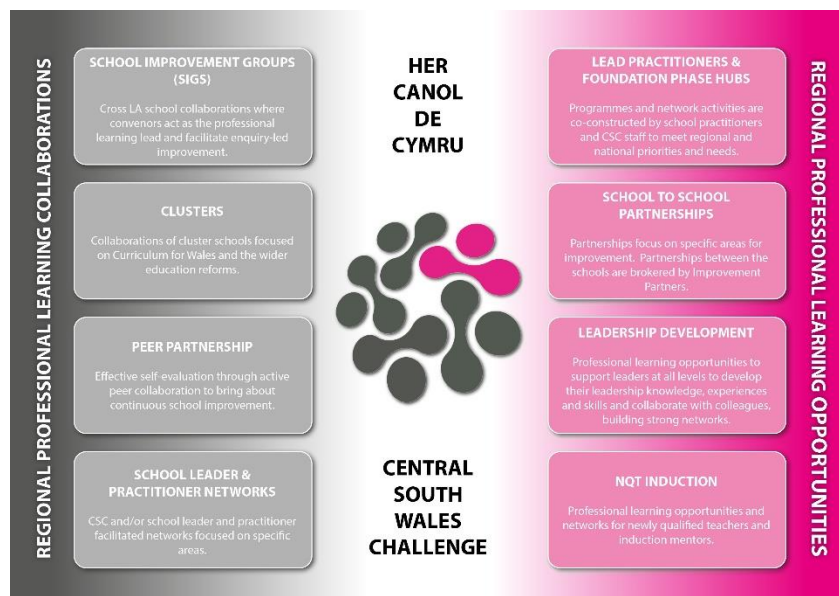 REGIONAL PROFESSIONAL LEARNING COLLABORATIONS
SCHOOL IMPROVEMENT GROUPS
(SIGS)
Cross LA school collaborations where
convenors act as the professional
learning lead and facilitate enquiry-led
improvement.
CLUSTERS
Collaborations of cluster schools focused
on Curriculum for Wales and the wider
education reforms.
PEER PARTNERSHIP
Effective self-evaluation through active
peer collaboration to bring about
continuous school improvement.
SCHOOL LEADER &
PRACTITIONER NETWORKS
CSC and/or school leader and practitioner
facilitated networks focused on specific
areas.
HER
CANOL
DE
CYMRU
CENTRAL
SOUTH
WALES
CHALLENGE
LEAD PRACTITIONERS &
FOUNDATION PHASE HUBS
Programmes and network activities are
co-constructed by school practitioners
and CSC staff to meet regional and
national priorities and needs.
SCHOOL TO SCHOOL
PARTNERSHIPS
Partnerships focus on specific areas for
improvement. Partnerships between the
schools are brokered by Improvement
Partners.
LEADERSHIP DEVELOPMENT
Professional learning opportunities to
support leaders at all levels to develop
their leadership knowledge, experiences
and skills and collaborate with colleagues,
building strong networks.
NQT INDUCTION
Professional learning opportunities and
networks for newly qualified teachers and
induction mentors.
REGIONAL PROFESSIONAL LEARNING OPPORTUNITIES